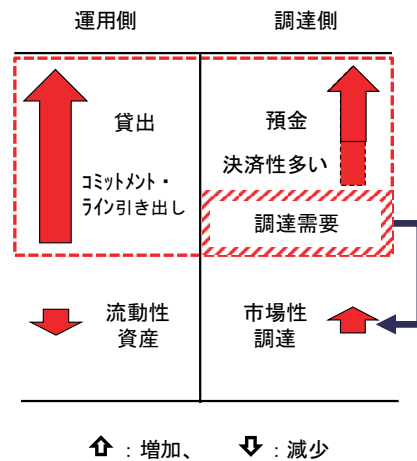 運用側
調達側
貸出
コミットメント・
ライン引き出し
預金
決済性多い
調達需要
流動性
資産
市場性
調達
：増加、 ：減少